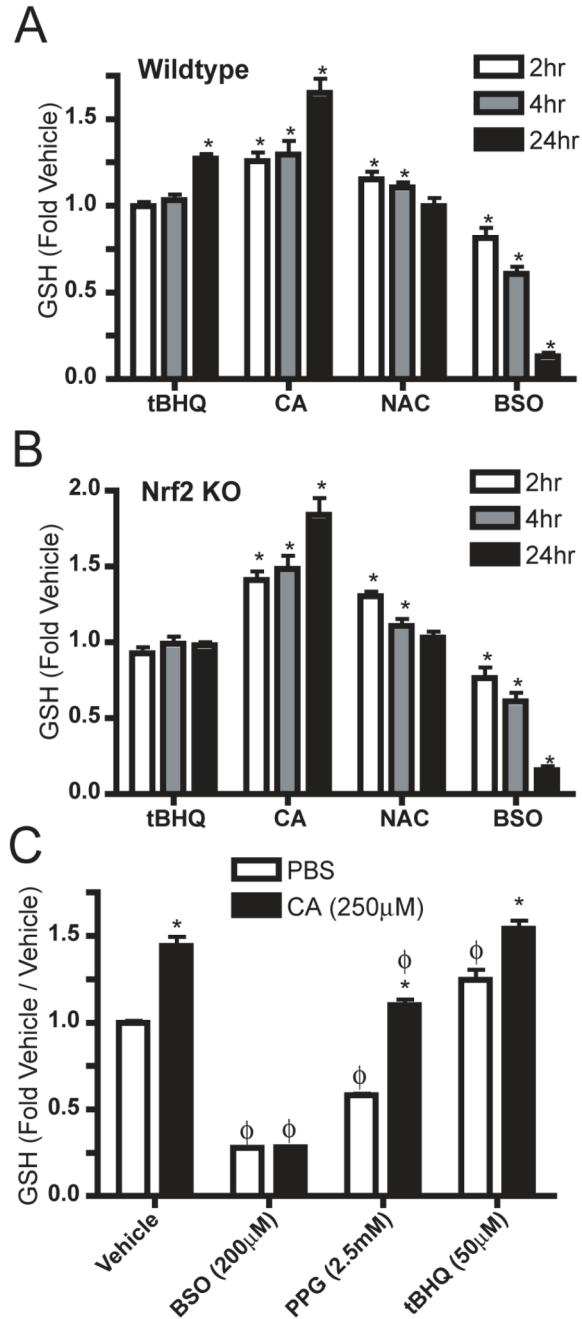 A
Wildtype
2hr
4hr
24hr
GSH (Fold Vehicle)
1.5
1.0
0.5
0.0
* * * * * * * * *
tBHQ CA NAC BSO
B
Nrf2 KO
2hr
4hr
24hr
GSH (Fold Vehicle)
2.0
1.5
1.0
0.5
0.0
* * * * * * * *
tBHQ CA NAC BSO
C
PBS
CA (250μM)
GSH (Fold Vehicle / Vehicle)
1.5
1.0
0.5
0.0
* ϕ ϕ ϕ ϕ * ϕ *
Vehicle
BSO (200μM)
PPG (2.5mM)
tBHQ (50μM)